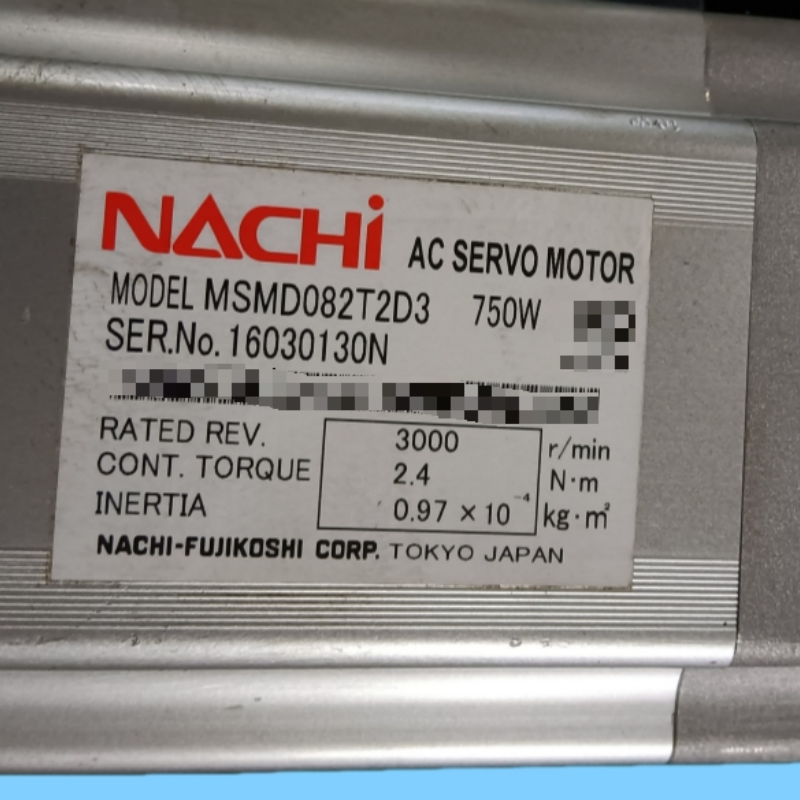 NACHi AC SERVO MOTOR
MODEL MSMD082T2D3 750W
SER.No. 16030130N
RATED REV. 3000 r/min
CONT. TORQUE 2.4 N·m
INERTIA 0.97 × 10⁻⁴ kg·m²
NACHI-FUJIKOSHI CORP. TOKYO JAPAN